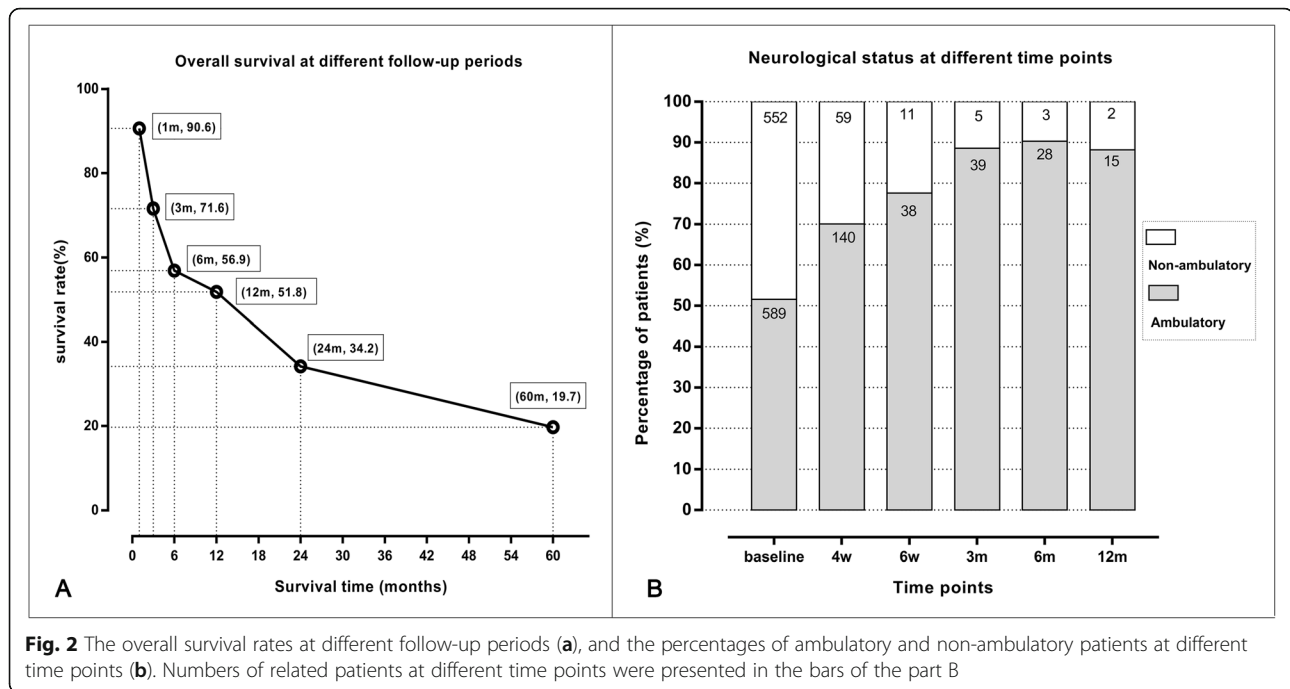 Overall survival at different follow-up periods
survival rate(%)
100
80
60
40
20
0
(1m, 90.6)
(3m, 71.6)
(6m, 56.9)
(12m, 51.8)
(24m, 34.2)
(60m, 19.7)
0 6 12 18 24 30 36 42 48 54 60
Survival time (months)
A
Neurological status at different time points
Percentage of patients (%)
100
90
80
70
60
50
40
30
20
10
0
552 59 11 5 3 2
589 140 38 39 28 15
baseline 4w 6w 3m 6m 12m
Time points
Non-ambulatory
Ambulatory
B
Fig. 2 The overall survival rates at different follow-up periods (a), and the percentages of ambulatory and non-ambulatory patients at different
time points (b). Numbers of related patients at different time points were presented in the bars of the part B